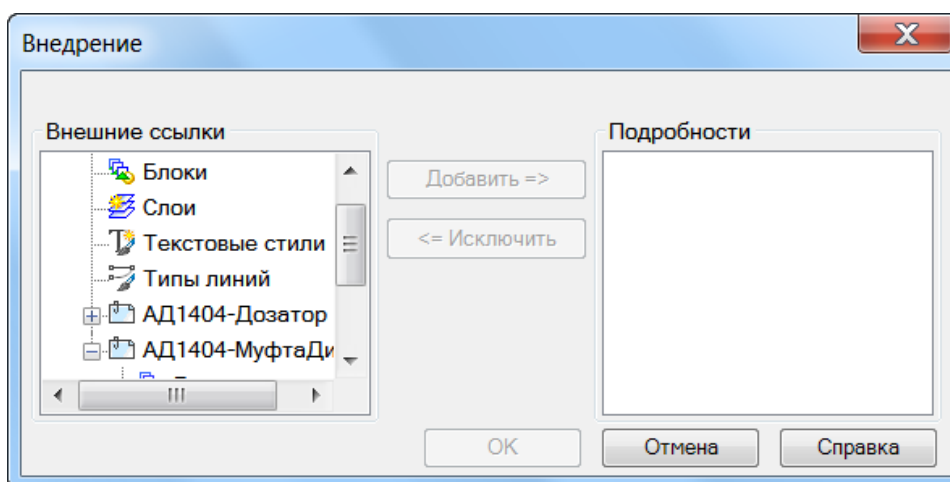 Внедрение
Внешние ссылки
Блоки
Слои
Текстовые стили
Типы линий
АД1404-Дозатор
АД1404-МуфтаДи
Добавить =>
<= Исключить
Подробности
OK
Отмена
Справка